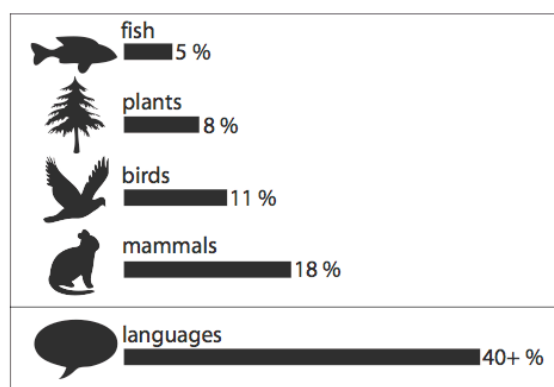 fish
5 %
plants
8 %
birds
11 %
mammals
18 %
languages
40+ %